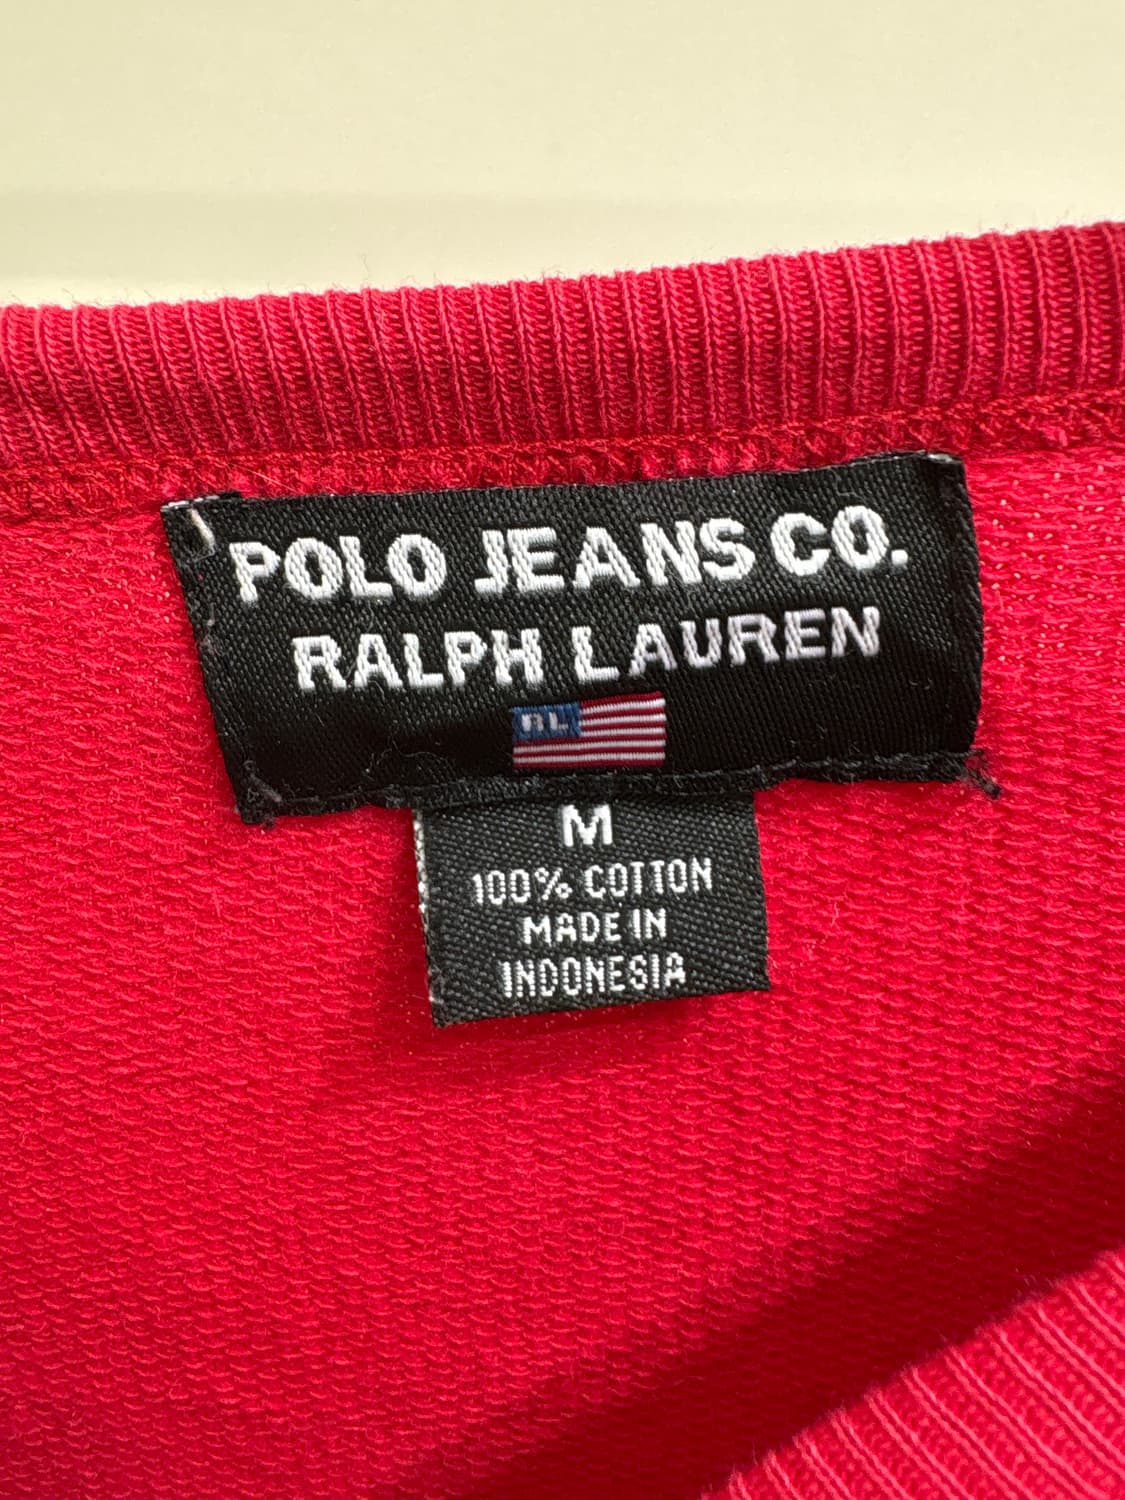 POLO JEANS CO.
RALPH LAUREN
RL
M
100% COTTON
MADE IN
INDONESIA